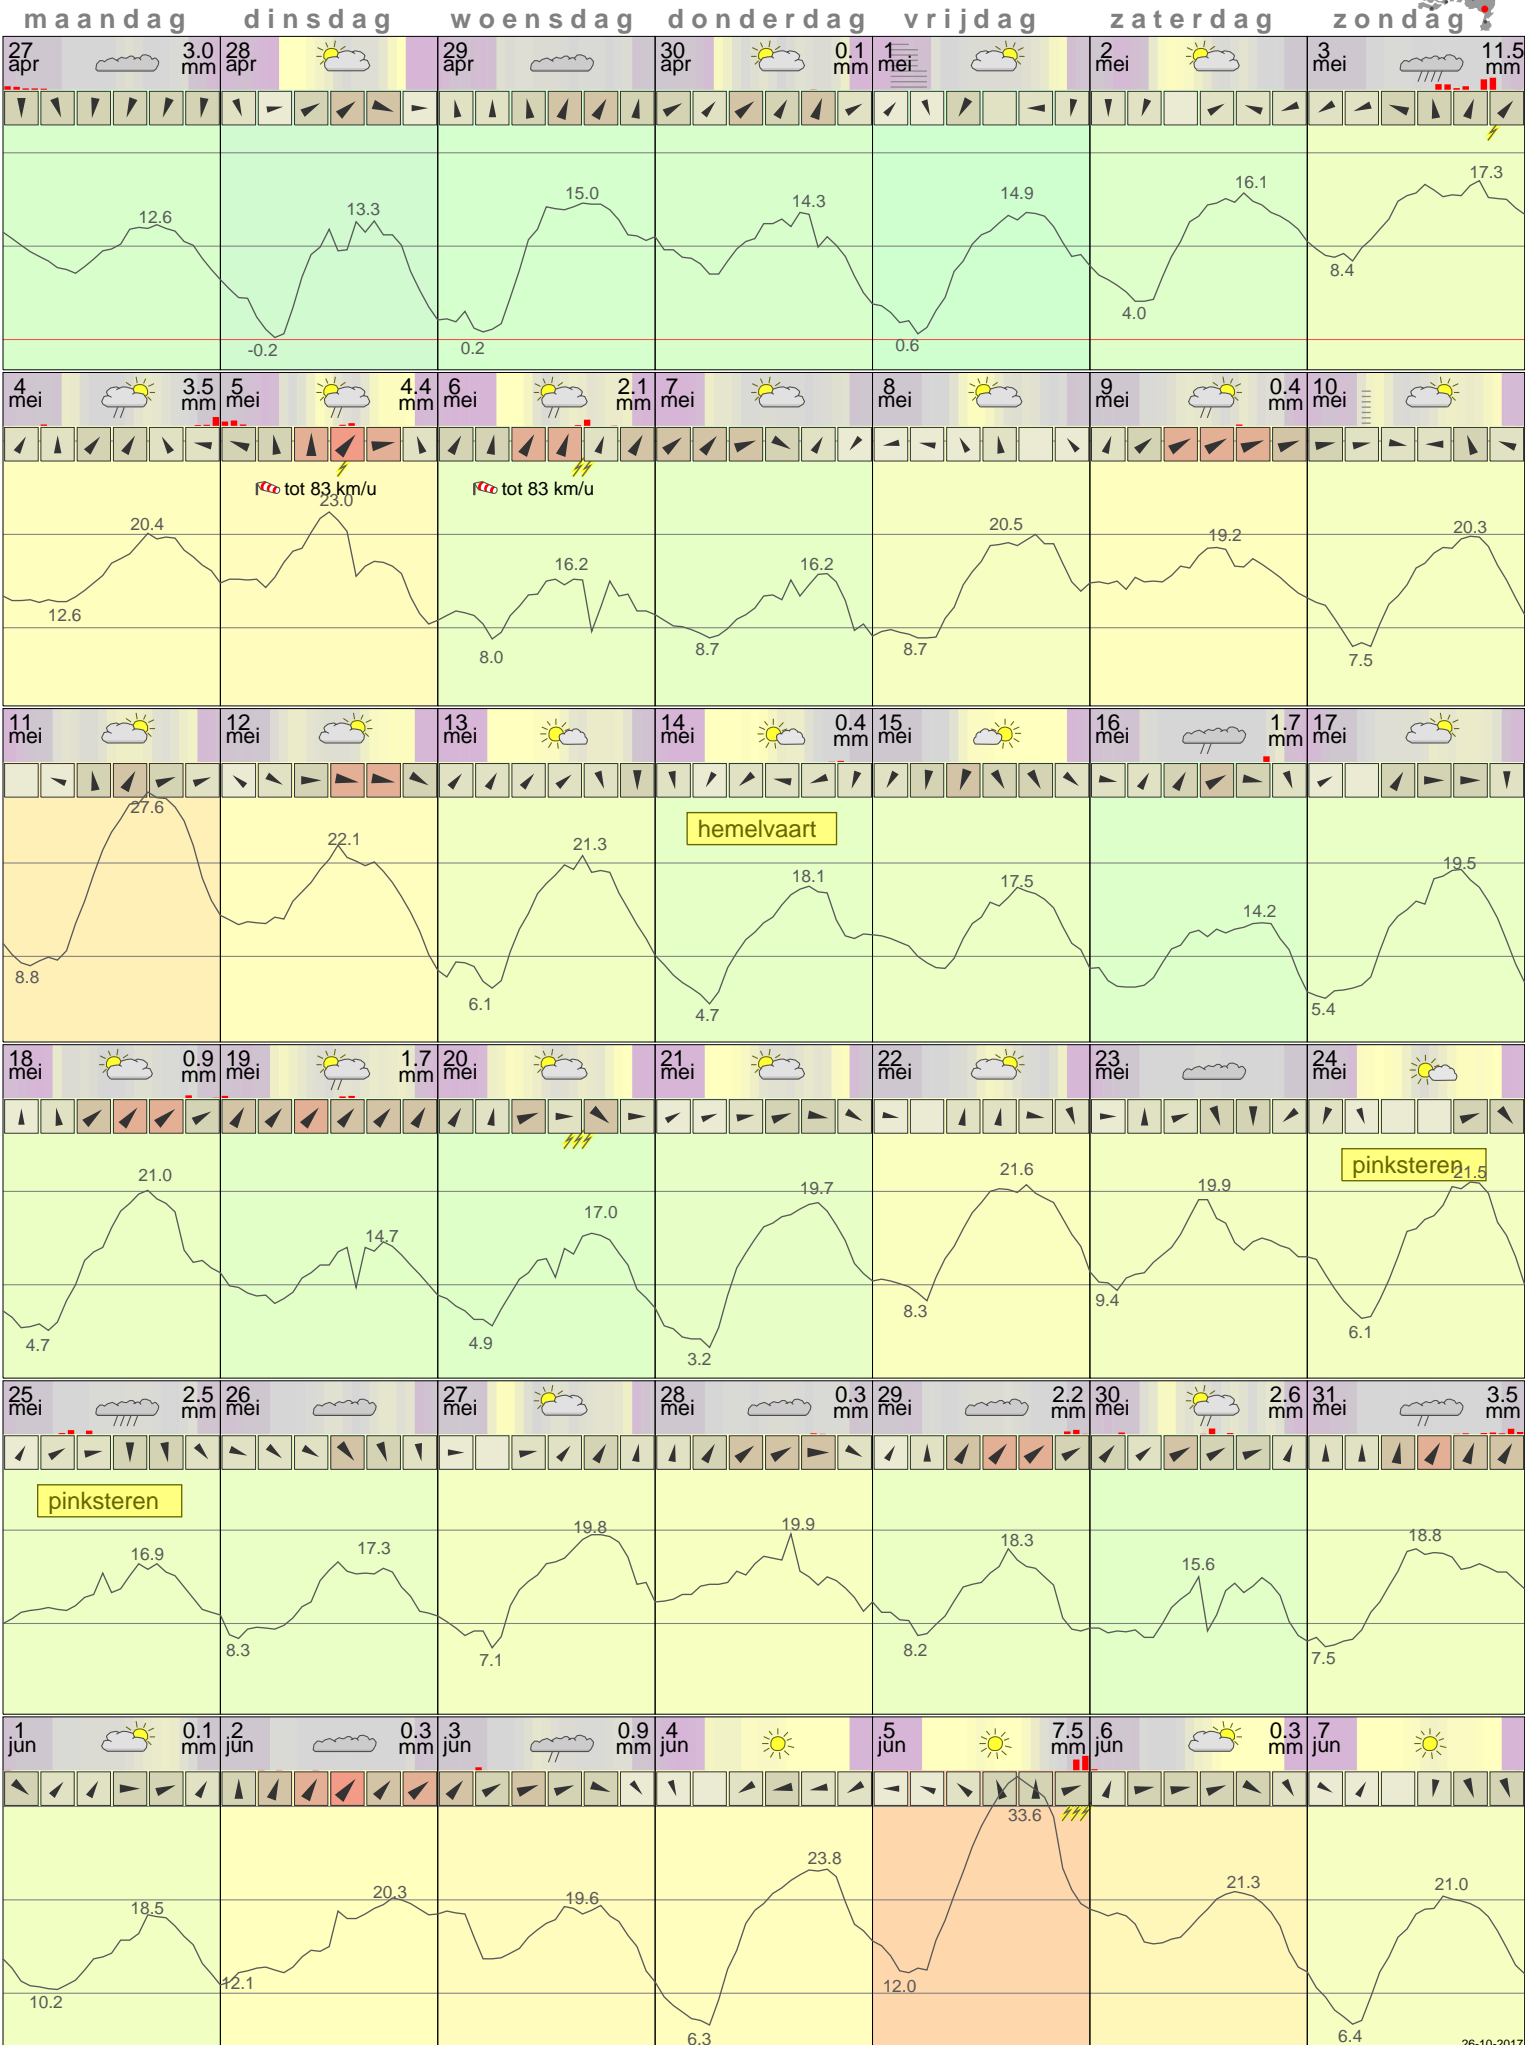 maandag dinsdag woensdag donderdag vrijdag zaterdag zondag
27 apr 3.0 mm 28 apr 29 apr 30 apr 0.1 mm 1 mei 2 mei 3 mei 11.5 mm
12.6 13.3 15.0 14.3 14.9 16.1 17.3
-0.2 0.2 0.6 4.0 8.4
4 mei 3.5 mm 5 mei 4.4 mm 6 mei 2.1 mm 7 mei 8 mei 9 mei 0.4 mm 10 mei
tot 83 km/u tot 83 km/u
20.4 23.0 16.2 16.2 20.5 19.2 20.3
12.6 8.0 8.7 8.7 7.5
11 mei 12 mei 13 mei 14 mei 0.4 mm 15 mei 16 mei 1.7 mm 17 mei
hemelvaart
27.6 22.1 21.3 18.1 17.5 14.2 19.5
8.8 6.1 4.7 5.4
18 mei 0.9 mm 19 mei 1.7 mm 20 mei 21 mei 22 mei 23 mei 24 mei
pinksteren
21.0 14.7 17.0 19.7 21.6 19.9 21.5
4.7 4.9 3.2 8.3 9.4 6.1
25 mei 2.5 mm 26 mei 27 mei 28 mei 0.3 mm 29 mei 2.2 mm 30 mei 2.6 mm 31 mei 3.5 mm
pinksteren
16.9 17.3 19.8 19.9 18.3 15.6 18.8
8.3 7.1 8.2 7.5
1 jun 0.1 mm 2 jun 0.3 mm 3 jun 0.9 mm 4 jun 5 jun 7.5 mm 6 jun 0.3 mm 7 jun
18.5 20.3 19.6 23.8 33.6 21.3 21.0
10.2 12.1 6.3 12.0 6.4
26-10-2017